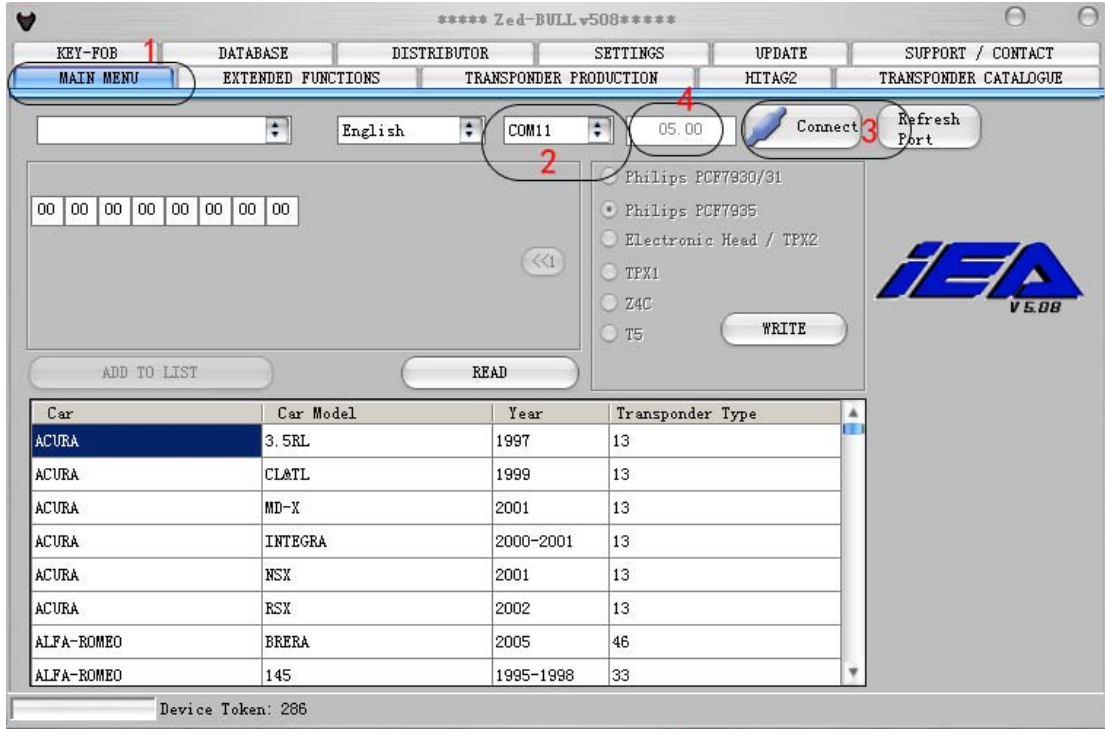 ***** Zed-BULL v508*****
KEY-FOB DATABASE DISTRIBUTOR SETTINGS UPDATE SUPPORT / CONTACT
1
MAIN MENU EXTENDED FUNCTIONS TRANSPONDER PRODUCTION HITAG2 TRANSPONDER CATALOGUE
4
English COM11 05.00 Connect Refresh Port
2 3
Philips PCF7930/31
00 00 00 00 00 00 00 00 Philips PCF7935
Electronic Head / TPX2
<<1
TPX1
Z4C
V 5.08
iEA
T5 WRITE
ADD TO LIST READ
Car Car Model Year Transponder Type
ACURA 3.5RL 1997 13
ACURA CL&TL 1999 13
ACURA MD-X 2001 13
ACURA INTEGRA 2000-2001 13
ACURA NSX 2001 13
ACURA RSX 2002 13
ALFA-ROMEO BRERA 2005 46
ALFA-ROMEO 145 1995-1998 33
Device Token: 286